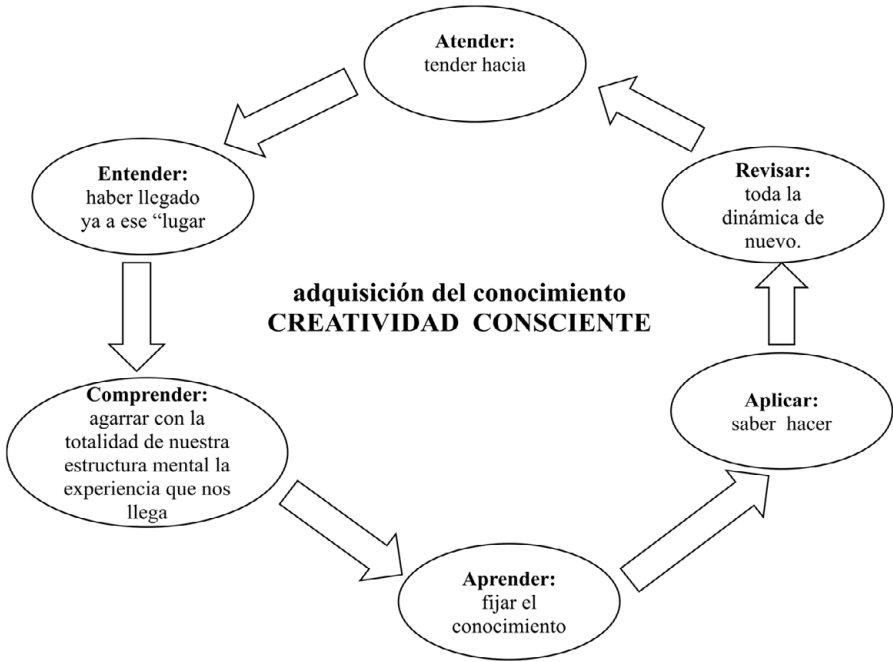 Atender:
tender hacia
Entender:
haber llegado
ya a ese “lugar
Comprender:
agarrar con la
totalidad de nuestra
estructura mental la
experiencia que nos
llega
Aprender:
fijar el
conocimiento
Aplicar:
saber hacer
Revisar:
toda la
dinámica de
nuevo.
adquisición del conocimiento
CREATIVIDAD CONSCIENTE